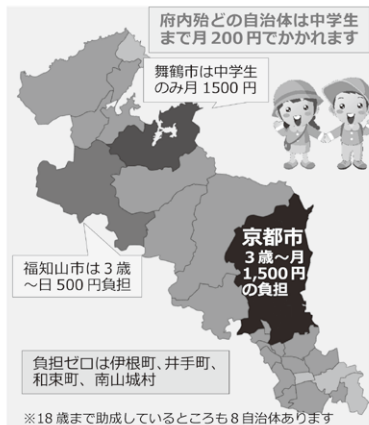 府内殆どの自治体は中学生
まで月200円でかかれます
舞鶴市は中学生
のみ月1500円
京都市
3歳～月
1,500円
の負担
福知山市は3歳
～日500円負担
負担ゼロは伊根町、井手町、
和束町、南山城村
※18歳まで助成しているところも8自治体あります